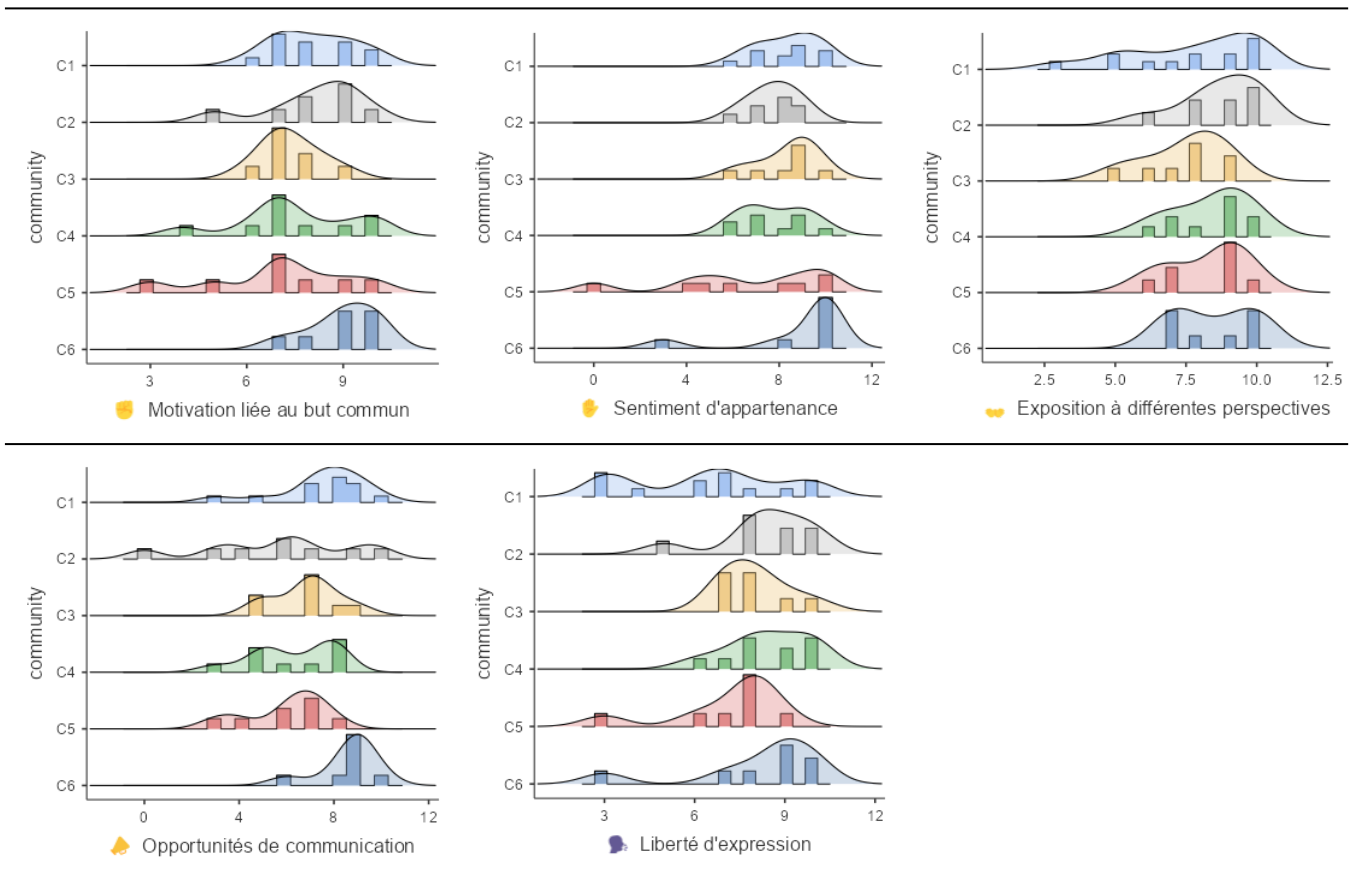 community
C1
C2
C3
C4
C5
C6
3 6 9
Motivation liée au but commun
community
C1
C2
C3
C4
C5
C6
0 4 8 12
Sentiment d'appartenance
community
C1
C2
C3
C4
C5
C6
2.5 5.0 7.5 10.0 12.5
Exposition à différentes perspectives
community
C1
C2
C3
C4
C5
C6
0 4 8 12
Opportunités de communication
community
C1
C2
C3
C4
C5
C6
3 6 9 12
Liberté d'expression